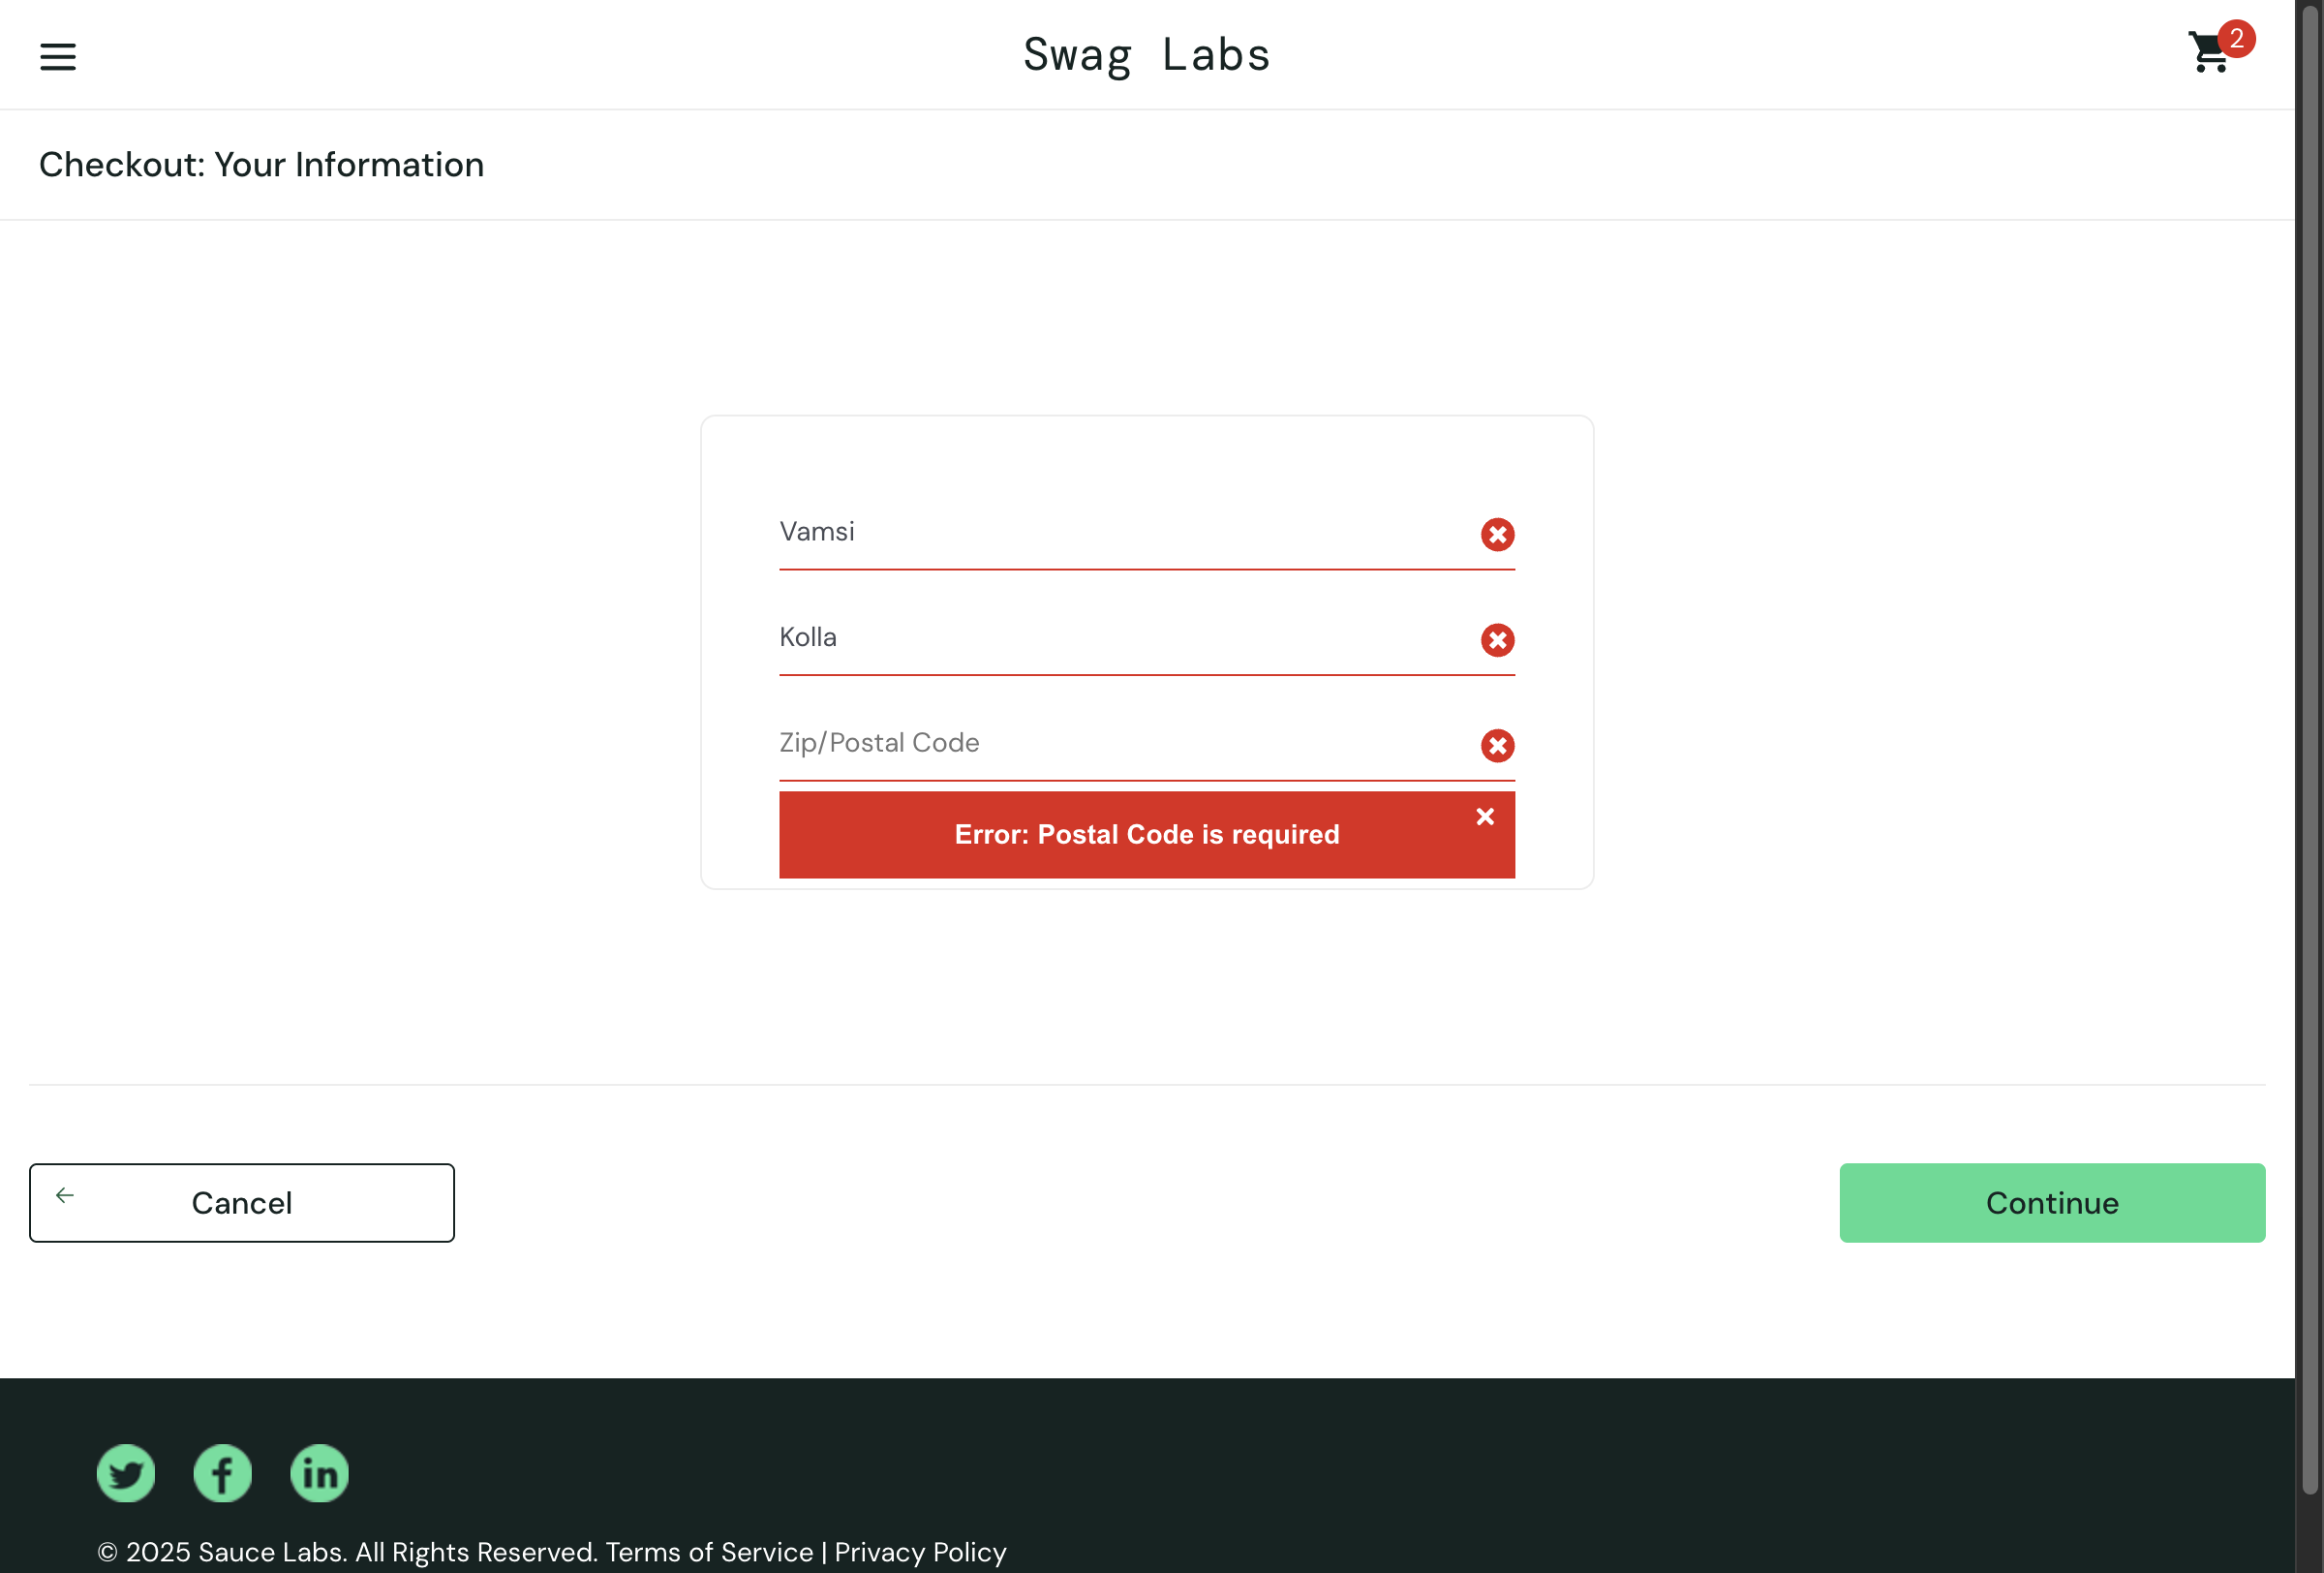 Swag Labs
2
Checkout: Your Information
Vamsi
Kolla
Zip/Postal Code
Error: Postal Code is required
Cancel
Continue
© 2025 Sauce Labs. All Rights Reserved. Terms of Service | Privacy Policy